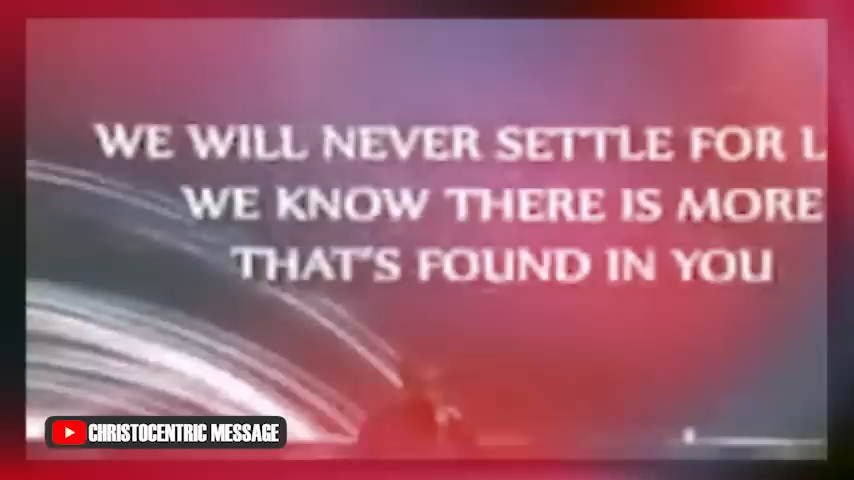 WE WILL NEVER SETTLE FOR L
WE KNOW THERE IS MORE
THAT'S FOUND IN YOU
CHRISTOCENTRIC MESSAGE